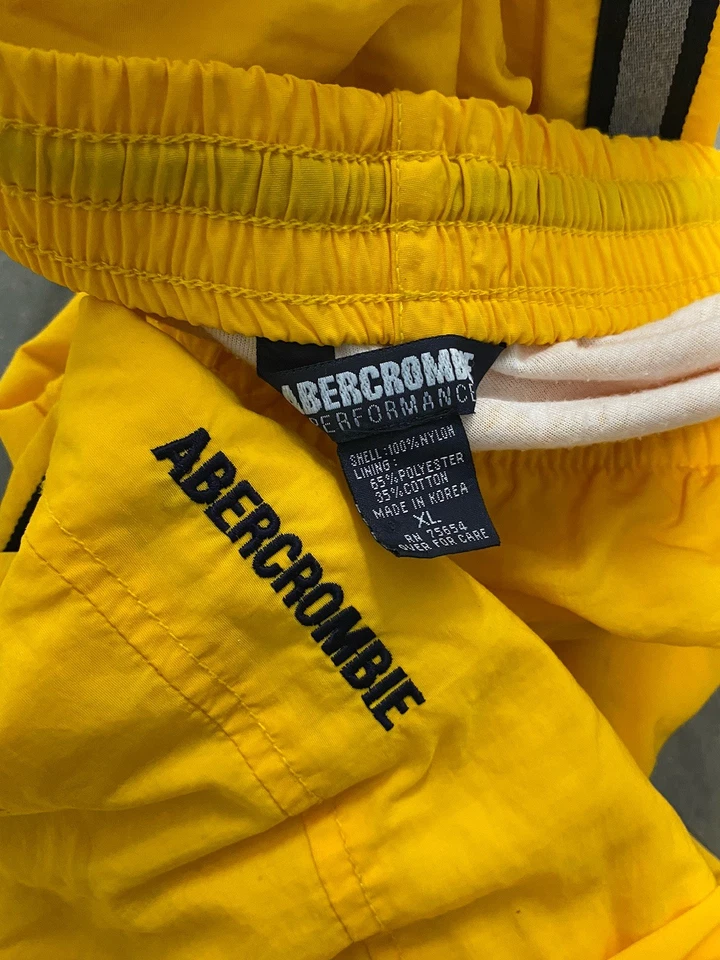 ABERCROMBIE
PERFORMANCE
SHELL:100%NYLON
LINING:
65%POLYESTER
35%COTTON
MADE IN KOREA
XL
RN 75654
OVER FOR CARE
ABERCROMBIE